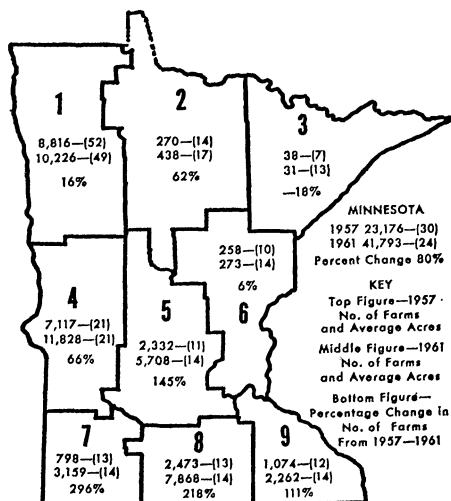 1
8,816—(52)
10,226—(49)
16%
2
270—(14)
438—(17)
62%
3
38—(7)
31—(13)
—18%
MINNESOTA
1957 23,176—(30)
1961 41,793—(24)
Percent Change 80%
KEY
Top Figure—1957
No. of Farms
and Average Acres
Middle Figure—1961
No. of Farms
and Average Acres
Bottom Figure—
Percentage Change in
No. of Farms
From 1957—1961
4
7,117—(21)
11,828—(21)
66%
5
2,332—(11)
5,708—(14)
145%
258—(10)
273—(14)
6%
6
7
798—(13)
3,159—(14)
296%
8
2,473—(13)
7,868—(14)
218%
9
1,074—(12)
2,262—(14)
111%